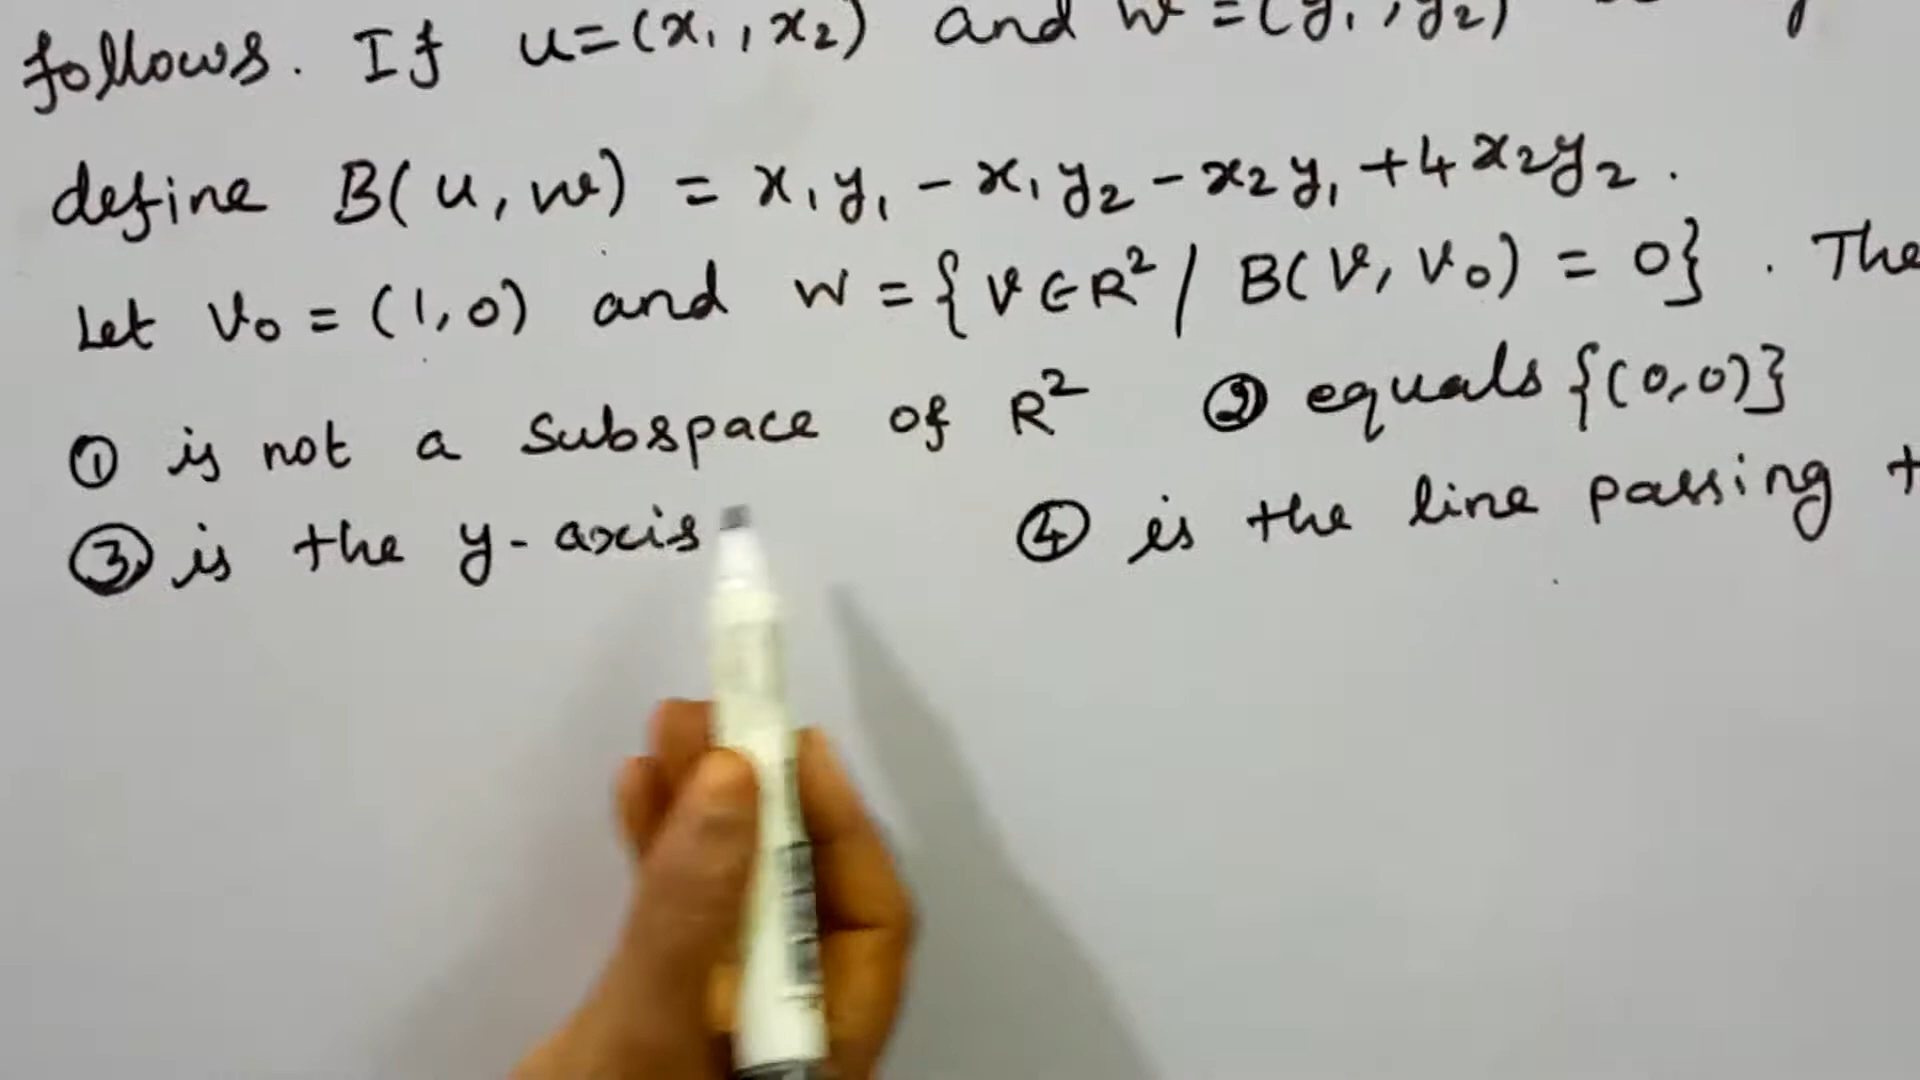 follows. If u=(x₁,x₂) and w=(y₁,y₂)
define B(u,w) = x₁y₁ - x₁y₂ - x₂y₁ + 4x₂y₂.
Let v₀ = (1,0) and W = {v∈R² / B(v, v₀) = 0}. The
① is not a subspace of R² ② equals {(0,0)}
③ is the y-axis ④ is the line passing